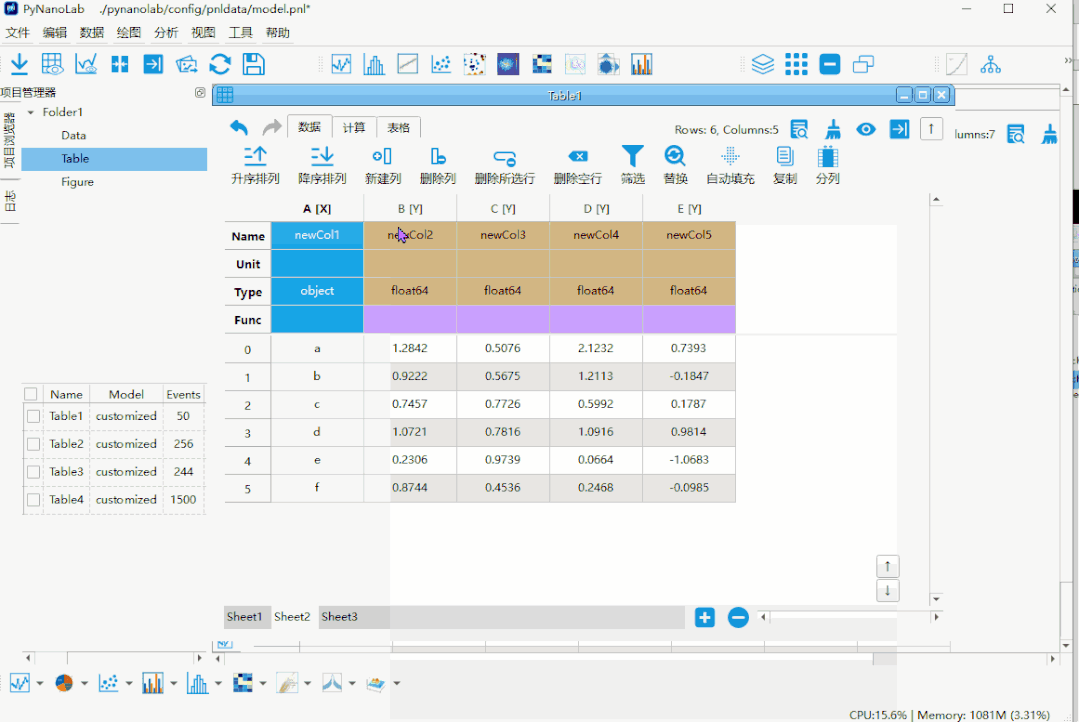 PyNanoLab ./pynanolab/config/pnldata/model.pnl*
文件 编辑 数据 绘图 分析 视图 工具 帮助
项目管理器
项目浏览器
日志
Folder1
Data
Table
Figure
Name Model Events
Table1 customized 50
Table2 customized 256
Table3 customized 244
Table4 customized 1500
Table1
数据 计算 表格
Rows: 6, Columns:5
lumns:7
升序排列 降序排列 新建列 删除列 删除所选行 删除空行 筛选 替换 自动填充 复制 分列
A [X] B [Y] C [Y] D [Y] E [Y]
Name newCol1 newCol2 newCol3 newCol4 newCol5
Unit
Type object float64 float64 float64 float64
Func
0 a 1.2842 0.5076 2.1232 0.7393
1 b 0.9222 0.5675 1.2113 -0.1847
2 c 0.7457 0.7726 0.5992 0.1787
3 d 1.0721 0.7816 1.0916 0.9814
4 e 0.2306 0.9739 0.0664 -1.0683
5 f 0.8744 0.4536 0.2468 -0.0985
Sheet1 Sheet2 Sheet3
CPU:15.6% | Memory: 1081M (3.31%)